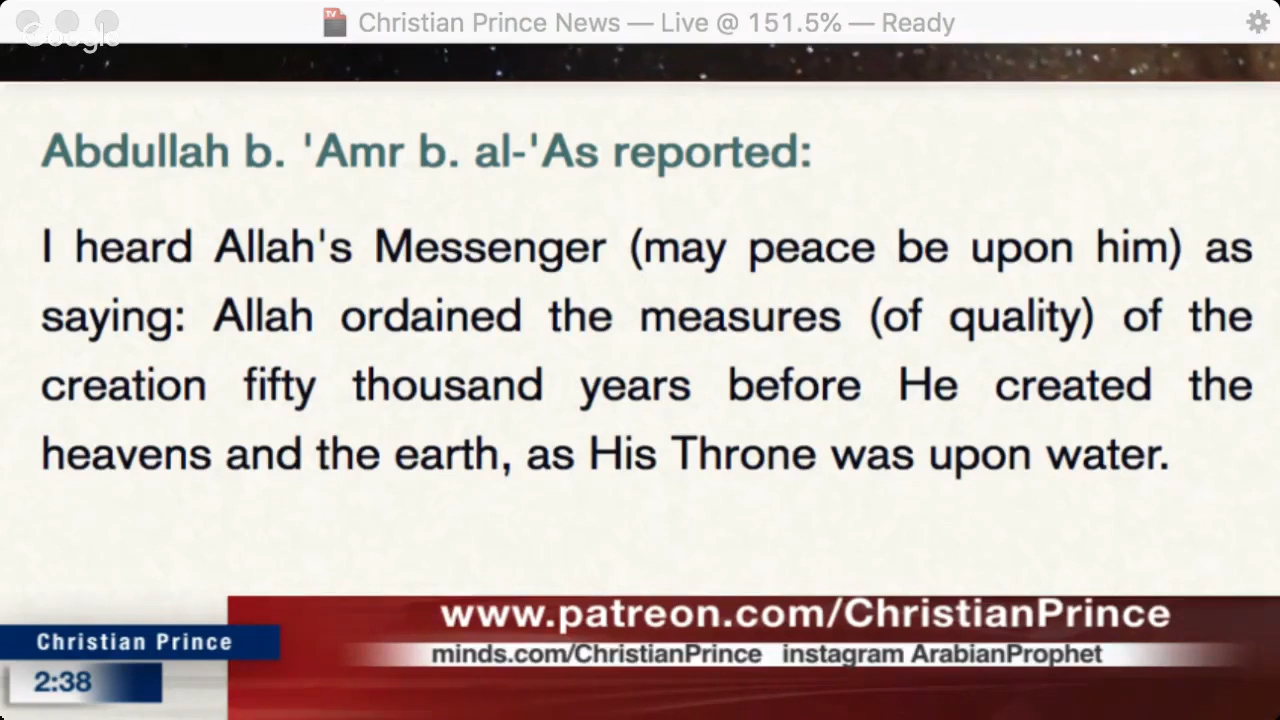 Christian Prince News — Live @ 151.5% — Ready
Google
Abdullah b. 'Amr b. al-'As reported:
I heard Allah's Messenger (may peace be upon him) as
saying: Allah ordained the measures (of quality) of the
creation fifty thousand years before He created the
heavens and the earth, as His Throne was upon water.
www.patreon.com/ChristianPrince
Christian Prince
minds.com/ChristianPrince instagram ArabianProphet
2:38